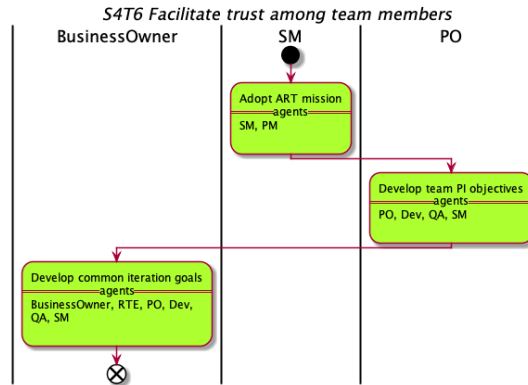 S4T6 Facilitate trust among team members
BusinessOwner
SM
PO
Adopt ART mission
agents
SM, PM
Develop team PI objectives
agents
PO, Dev, QA, SM
Develop common iteration goals
agents
BusinessOwner, RTE, PO, Dev,
QA, SM